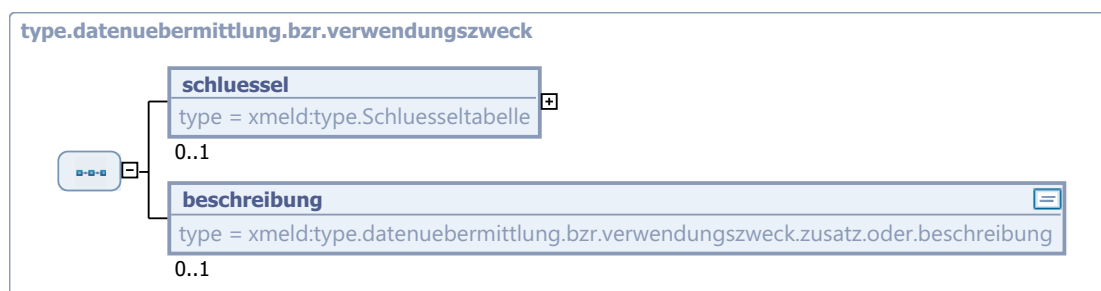 type.datenuebermittlung.bzr.verwendungszweck
schluessel
type = xmeld:type.Schluesseltabelle
0..1
beschreibung
type = xmeld:type.datenuebermittlung.bzr.verwendungszweck.zusatz.oder.beschreibung
0..1